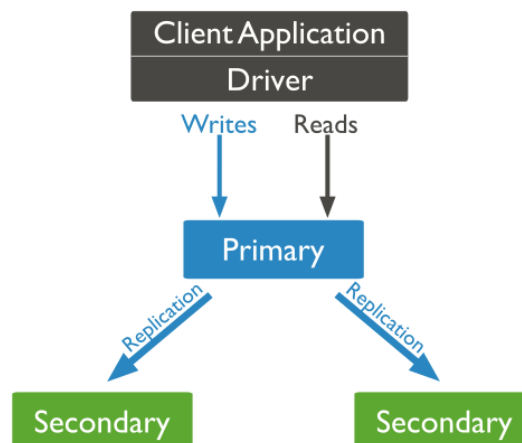 Client Application
Driver
Writes Reads
Primary
Replication Replication
Secondary Secondary